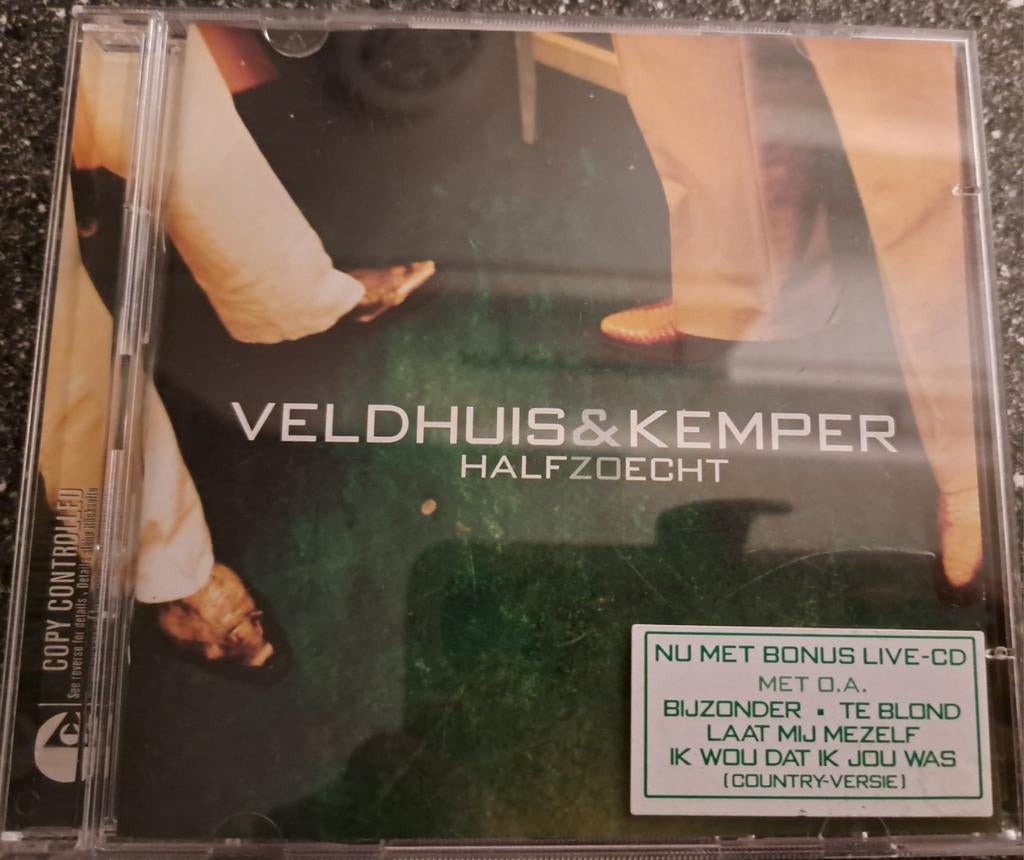 VELDHUIS&KEMPER
HALFZOECHT
COPY CONTROLLED
See reverse for details
NU MET BONUS LIVE-CD
MET O.A.
BIJZONDER ▪ TE BLOND
LAAT MIJ MEZELF
IK WOU DAT IK JOU WAS
(COUNTRY-VERSIE)